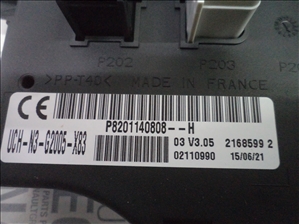 P202
P203
>PP-T40<
MADE IN FRANCE
CE
P8201140808--H
UCH-N3-G2005-X83
03 V3.05
2168599 2
02110990
15/06/21